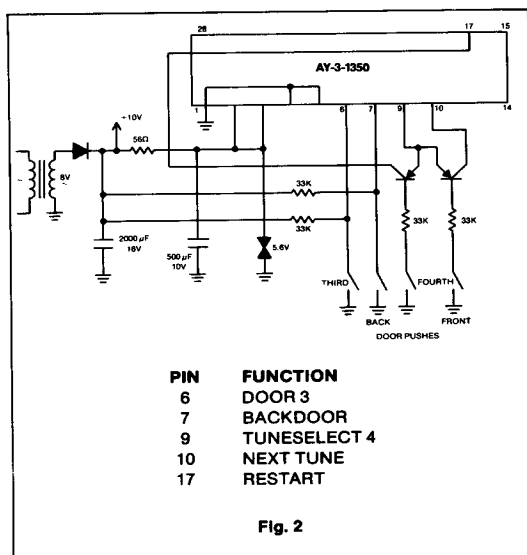 28
17
15
AY-3-1350
1
6
7
9
10
14
+10V
56Ω
8V
33K
33K
33K
33K
2000 µF
16V
500 µF
10V
5.6V
THIRD
FOURTH
BACK
FRONT
DOOR PUSHES
PIN FUNCTION
6 DOOR 3
7 BACKDOOR
9 TUNESELECT 4
10 NEXT TUNE
17 RESTART
Fig. 2